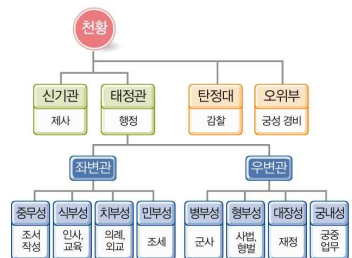 천황
신기관 태정관 탄정대 오위부
제사 행정 감찰 궁성 경비
좌변관 우변관
중무성 식부성 치부성 민부성 병부성 형부성 대장성 궁내성
조서 작성 인사, 교육 의례, 외교 조세 군사 사법, 형벌 재정 궁중 업무